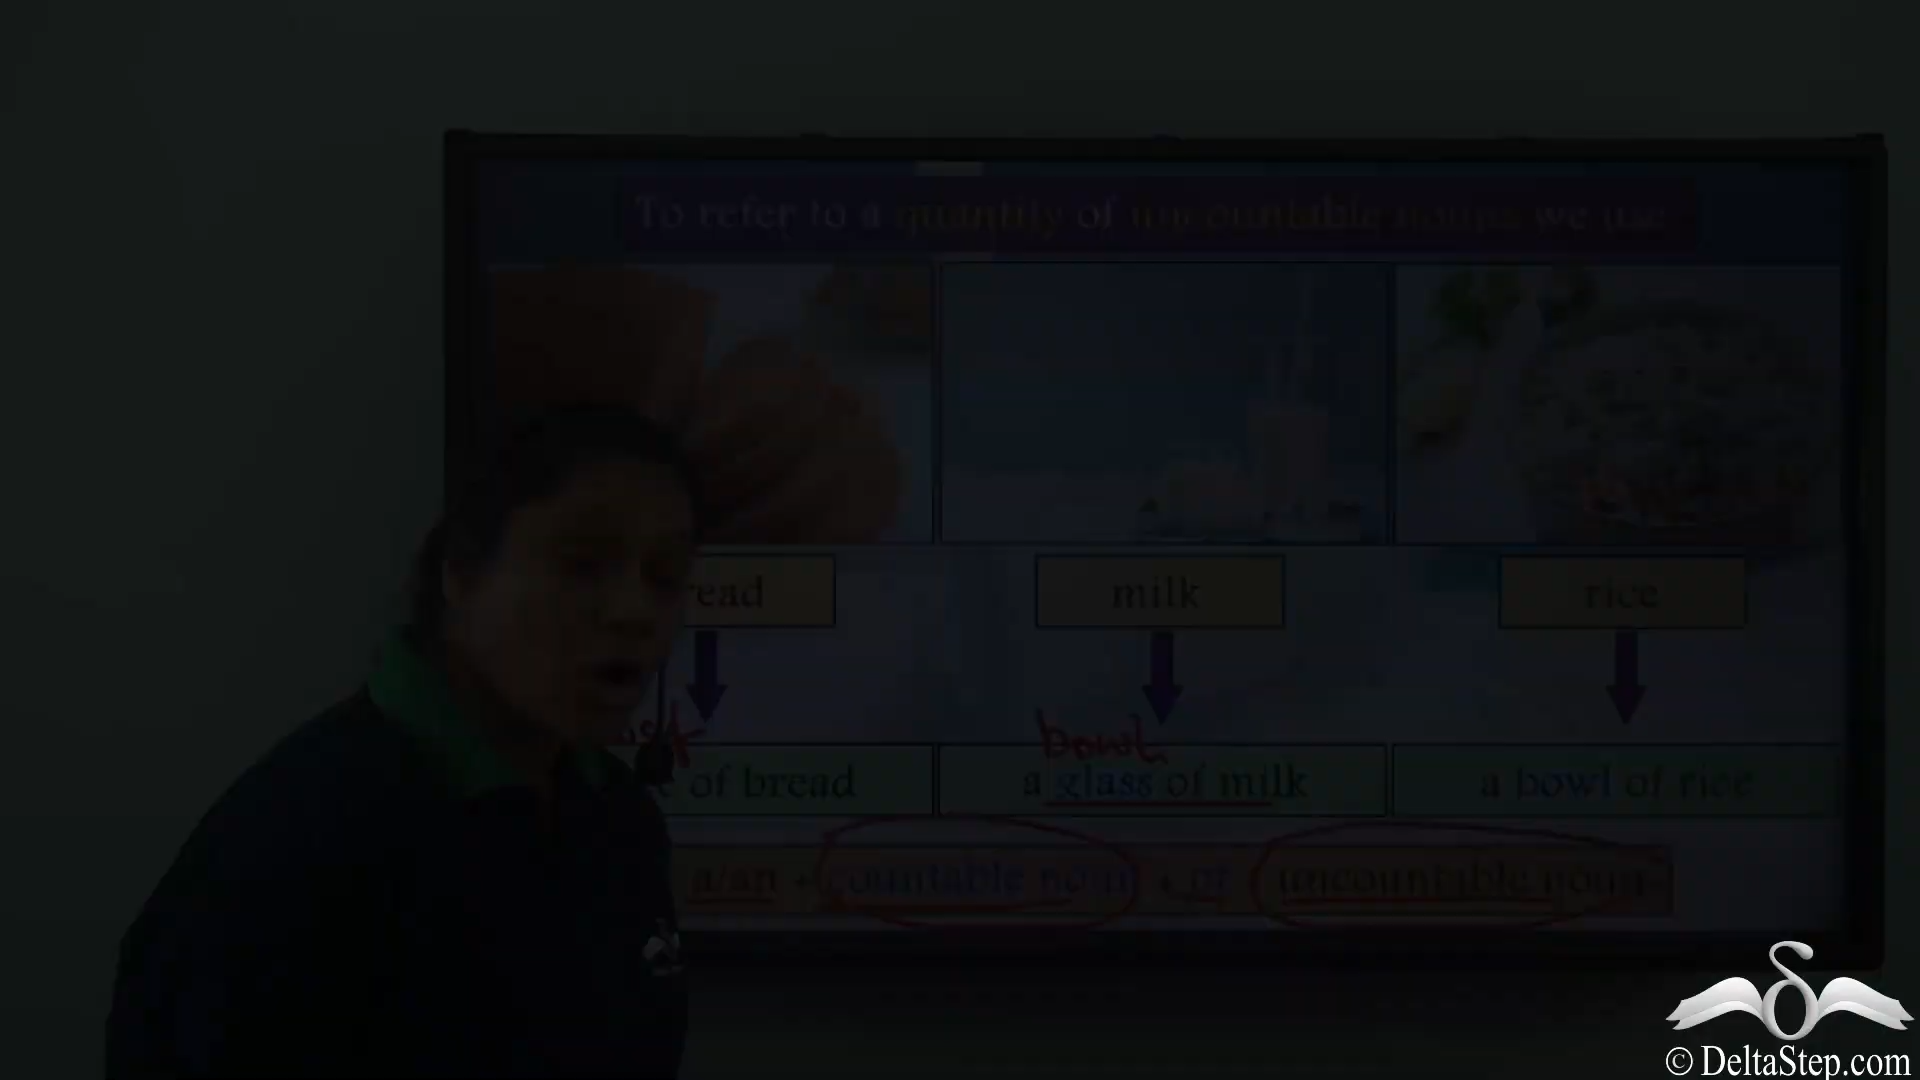 To refer to a quantity of uncountable nouns we use
read milk rice
bowl
of bread a glass of milk a bowl of rice
a/an + countable noun + of uncountable noun
© DeltaStep.com